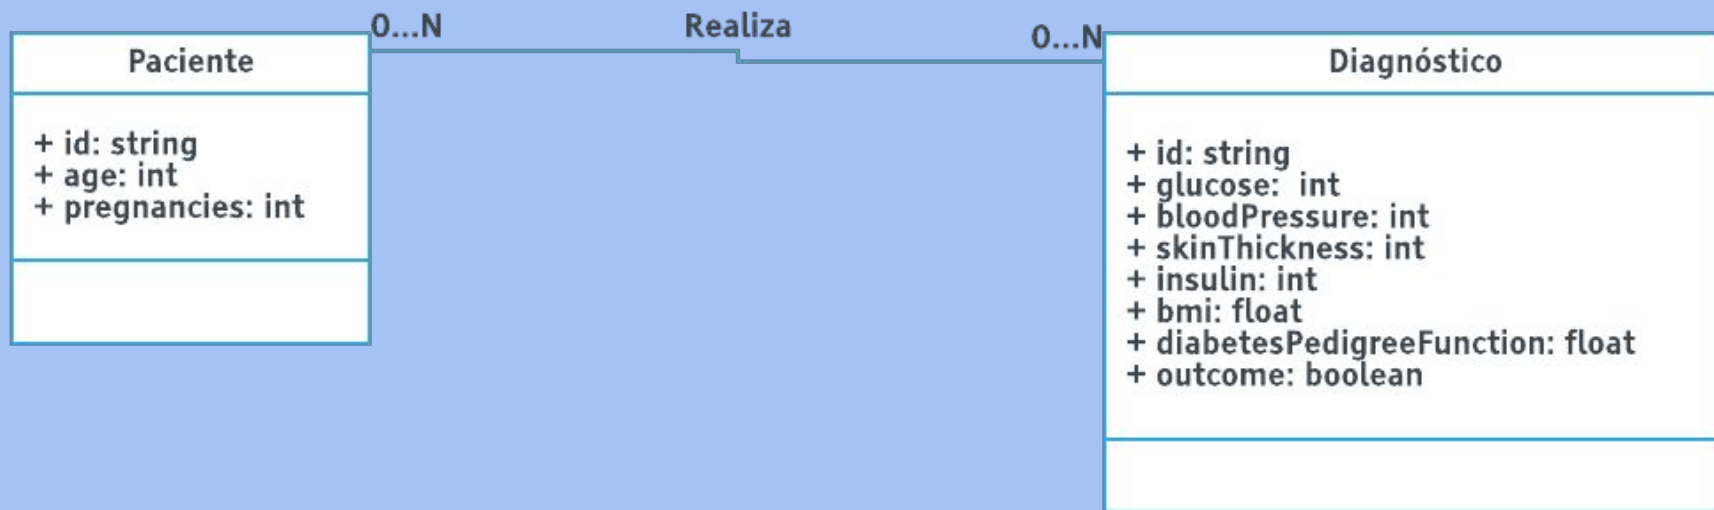 0...N
Realiza
0...N
Paciente
+ id: string
+ age: int
+ pregnancies: int
Diagnóstico
+ id: string
+ glucose:  int
+ bloodPressure: int
+ skinThickness: int
+ insulin: int
+ bmi: float
+ diabetesPedigreeFunction: float
+ outcome: boolean